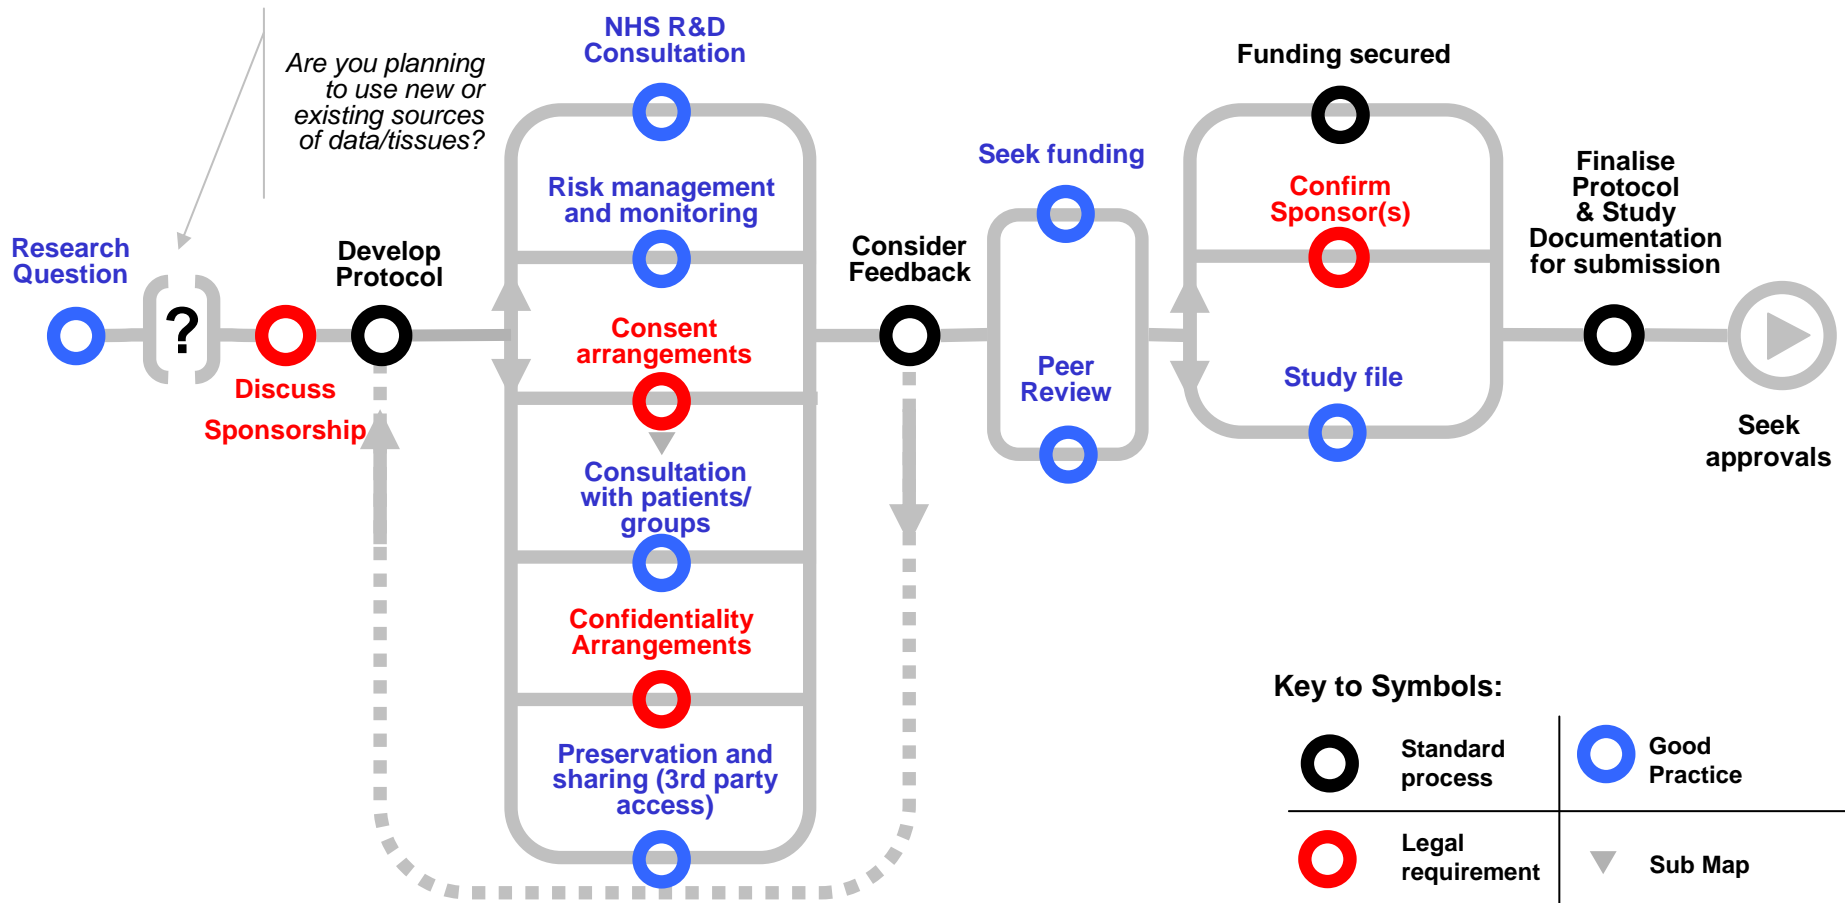 Are you planning
to use new or
existing sources
of data/tissues?
Research
Question
?
Discuss
Sponsorship
Develop
Protocol
NHS R&D
Consultation
Risk management
and monitoring
Consent
arrangements
Consultation
with patients/
groups
Confidentiality
Arrangements
Preservation and
sharing (3rd party
access)
Consider
Feedback
Seek funding
Peer
Review
Funding secured
Confirm
Sponsor(s)
Study file
Finalise
Protocol
& Study
Documentation
for submission
Seek
approvals
Key to Symbols:
Standard
process
Good
Practice
Legal
requirement
Sub Map